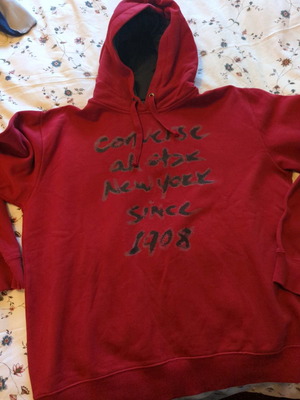 converse
all star
New york
since
1908